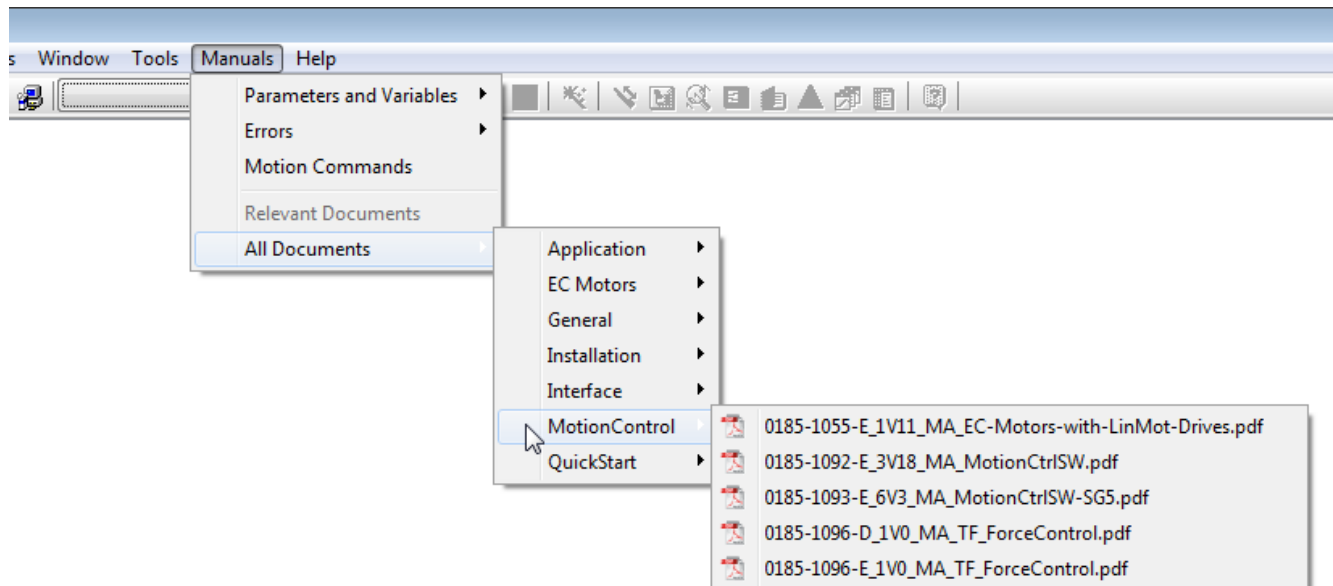 s Window Tools Manuals Help
Parameters and Variables
Errors
Motion Commands
Relevant Documents
All Documents
Application
EC Motors
General
Installation
Interface
MotionControl
QuickStart
0185-1055-E_1V11_MA_EC-Motors-with-LinMot-Drives.pdf
0185-1092-E_3V18_MA_MotionCtrlSW.pdf
0185-1093-E_6V3_MA_MotionCtrlSW-SG5.pdf
0185-1096-D_1V0_MA_TF_ForceControl.pdf
0185-1096-E_1V0_MA_TF_ForceControl.pdf